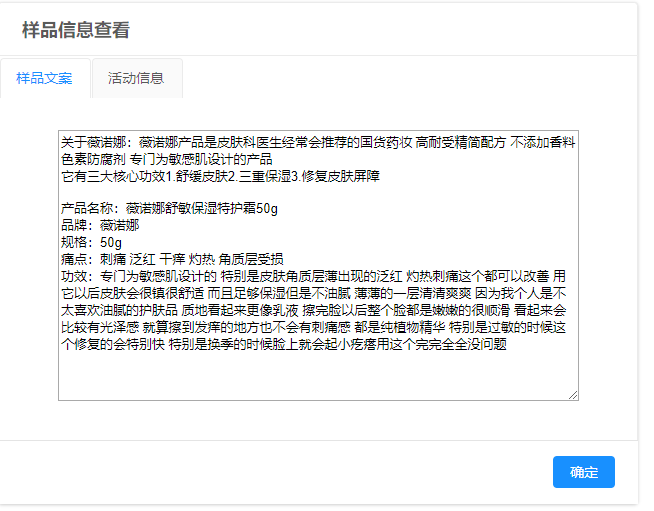 样品信息查看
样品文案 活动信息
关于薇诺娜：薇诺娜产品是皮肤科医生经常会推荐的国货药妆 高耐受精简配方 不添加香料
色素防腐剂 专门为敏感肌设计的产品
它有三大核心功效1.舒缓皮肤2.三重保湿3.修复皮肤屏障
产品名称：薇诺娜舒敏保湿特护霜50g
品牌：薇诺娜
规格：50g
痛点：刺痛 泛红 干痒 灼热 角质层受损
功效：专门为敏感肌设计的 特别是皮肤角质层薄出现的泛红 灼热刺痛这个都可以改善 用
它以后皮肤会很镇很舒适 而且足够保湿但是不油腻 薄薄的一层清清爽爽 因为我个人是不
太喜欢油腻的护肤品 质地看起来更像乳液 擦完脸以后整个脸都是嫩嫩的很顺滑 看起来会
比较有光泽感 就算擦到发痒的地方也不会有刺痛感 都是纯植物精华 特别是过敏的时候这
个修复的会特别快 特别是换季的时候脸上就会起小疙瘩用这个完完全全没问题
确定